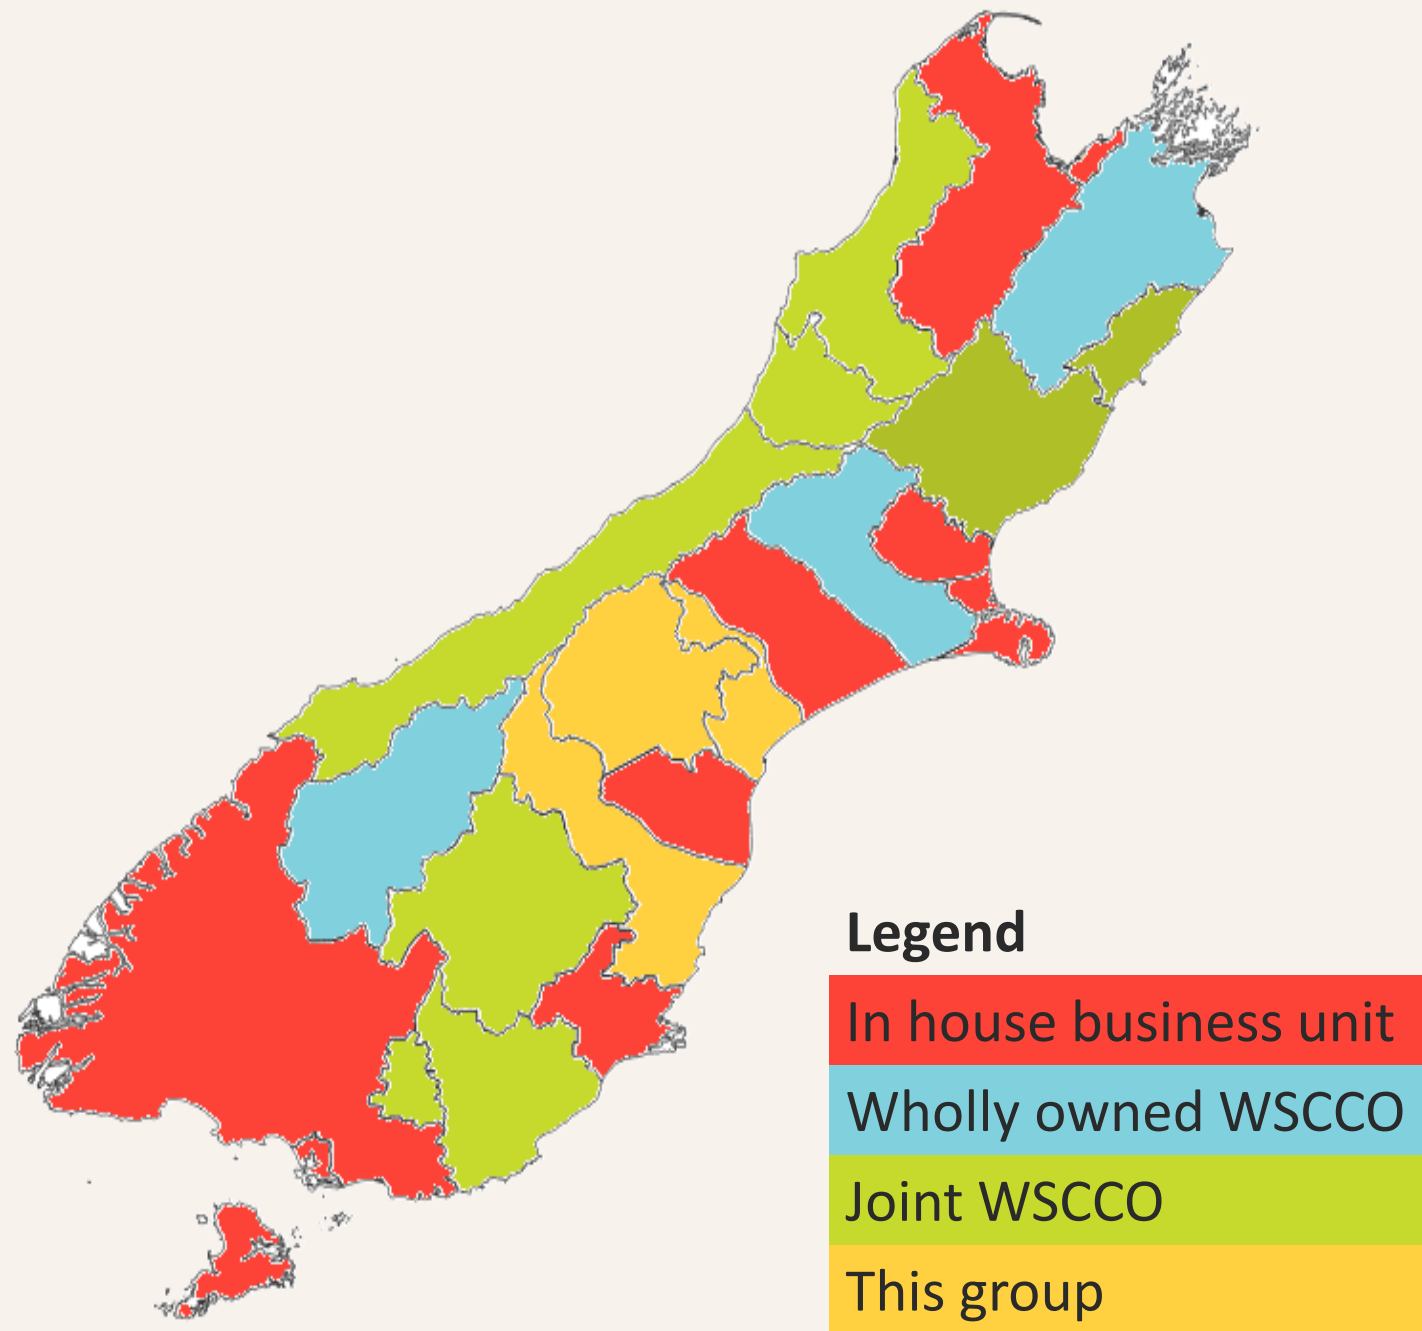 Legend
In house business unit
Wholly owned WSCCO
Joint WSCCO
This group